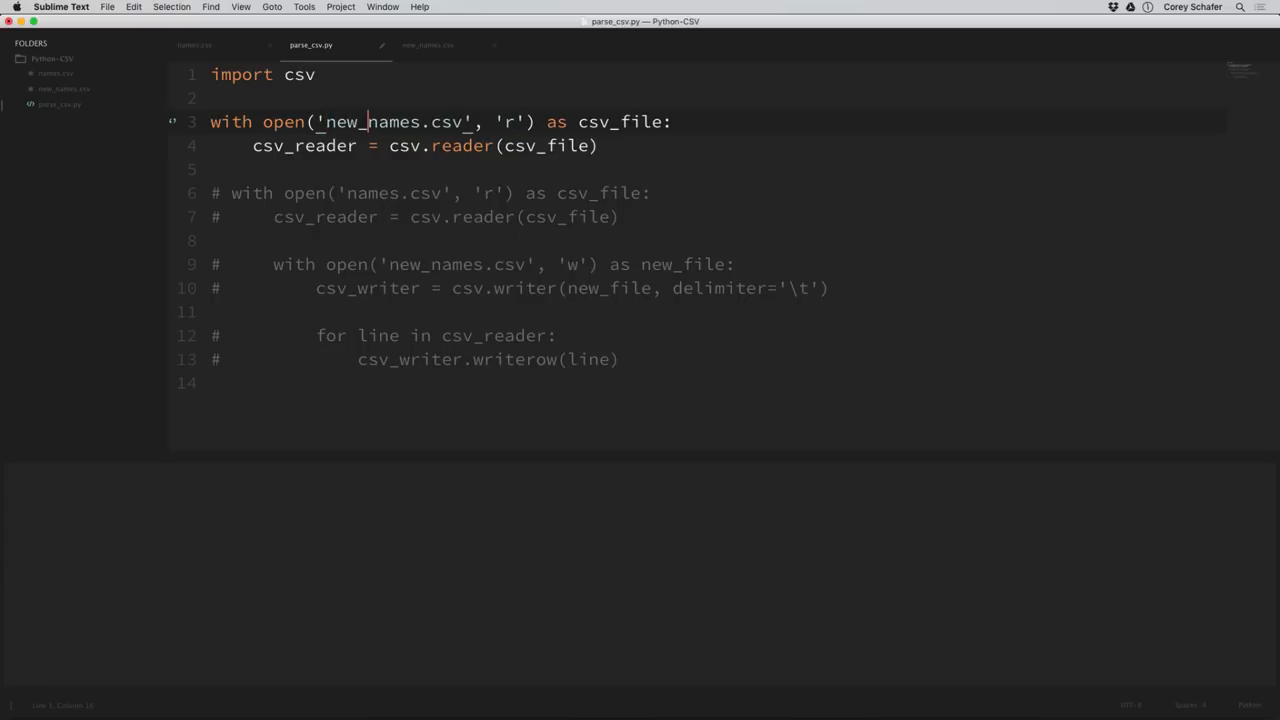 Sublime Text File Edit Selection Find View Goto Tools Project Window Help Corey Schafer
parse_csv.py — Python-CSV
FOLDERS
Python-CSV
names.csv
new_names.csv
parse_csv.py
names.csv parse_csv.py new_names.csv
1 import csv
2
3 with open('new_names.csv', 'r') as csv_file:
4 csv_reader = csv.reader(csv_file)
5
6 # with open('names.csv', 'r') as csv_file:
7 # csv_reader = csv.reader(csv_file)
8
9 # with open('new_names.csv', 'w') as new_file:
10 # csv_writer = csv.writer(new_file, delimiter='\t')
11
12 # for line in csv_reader:
13 # csv_writer.writerow(line)
14
Line 3, Column 16 UTF-8 Spaces: 4 Python